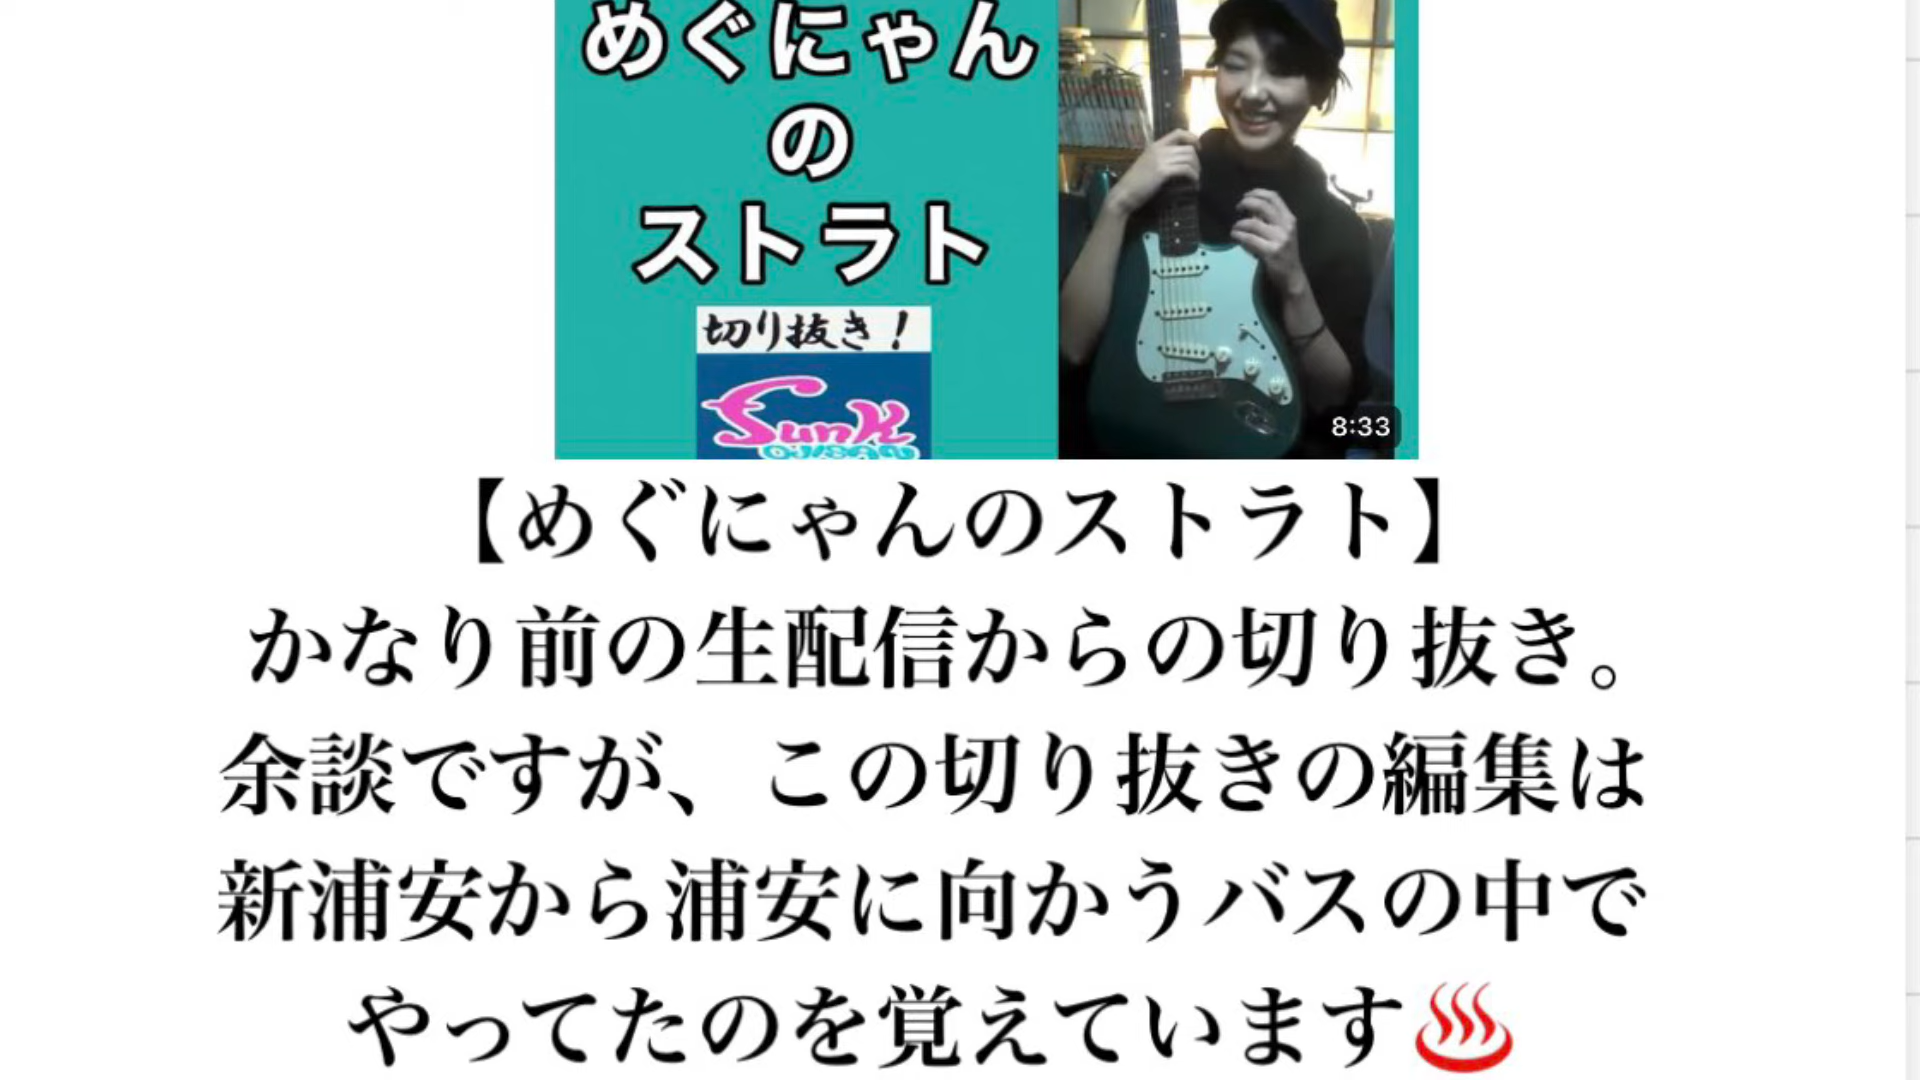 めぐにゃん
の
ストラト
切り抜き！
FunK
OJISAN
8:33
【めぐにゃんのストラト】
かなり前の生配信からの切り抜き。
余談ですが、この切り抜きの編集は
新浦安から浦安に向かうバスの中で
やってたのを覚えています♨️